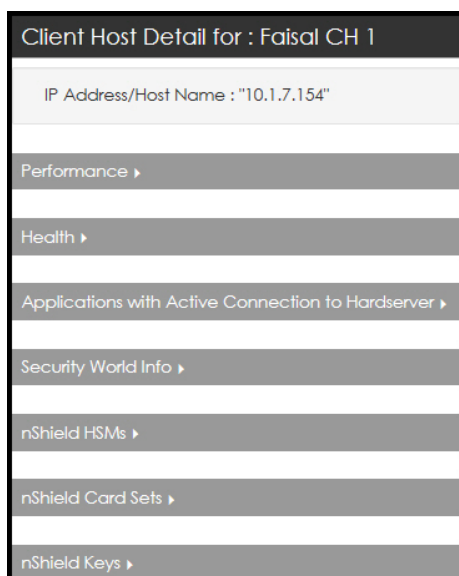 Client Host Detail for : Faisal CH 1
IP Address/Host Name : "10.1.7.154"
Performance
Health
Applications with Active Connection to Hardserver
Security World Info
nShield HSMs
nShield Card Sets
nShield Keys